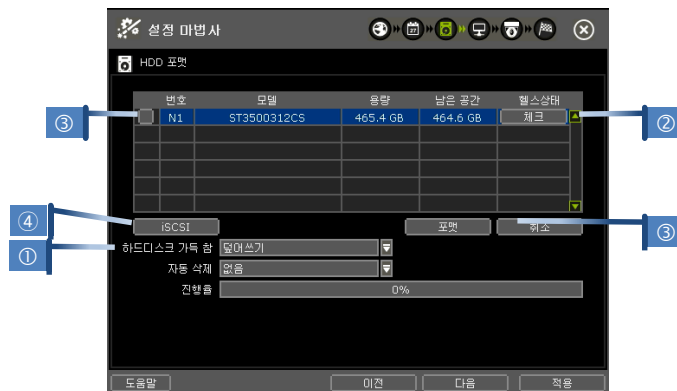 설정 마법사
27
HDD 포맷
번호 모델 용량 남은 공간 헬스상태
③ N1 ST3500312CS 465.4 GB 464.6 GB 체크 ②
④ iSCSI 포맷 취소 ③
① 하드디스크 가득 참 덮어쓰기
자동 삭제 없음
진행율 0%
도움말 이전 다음 적용